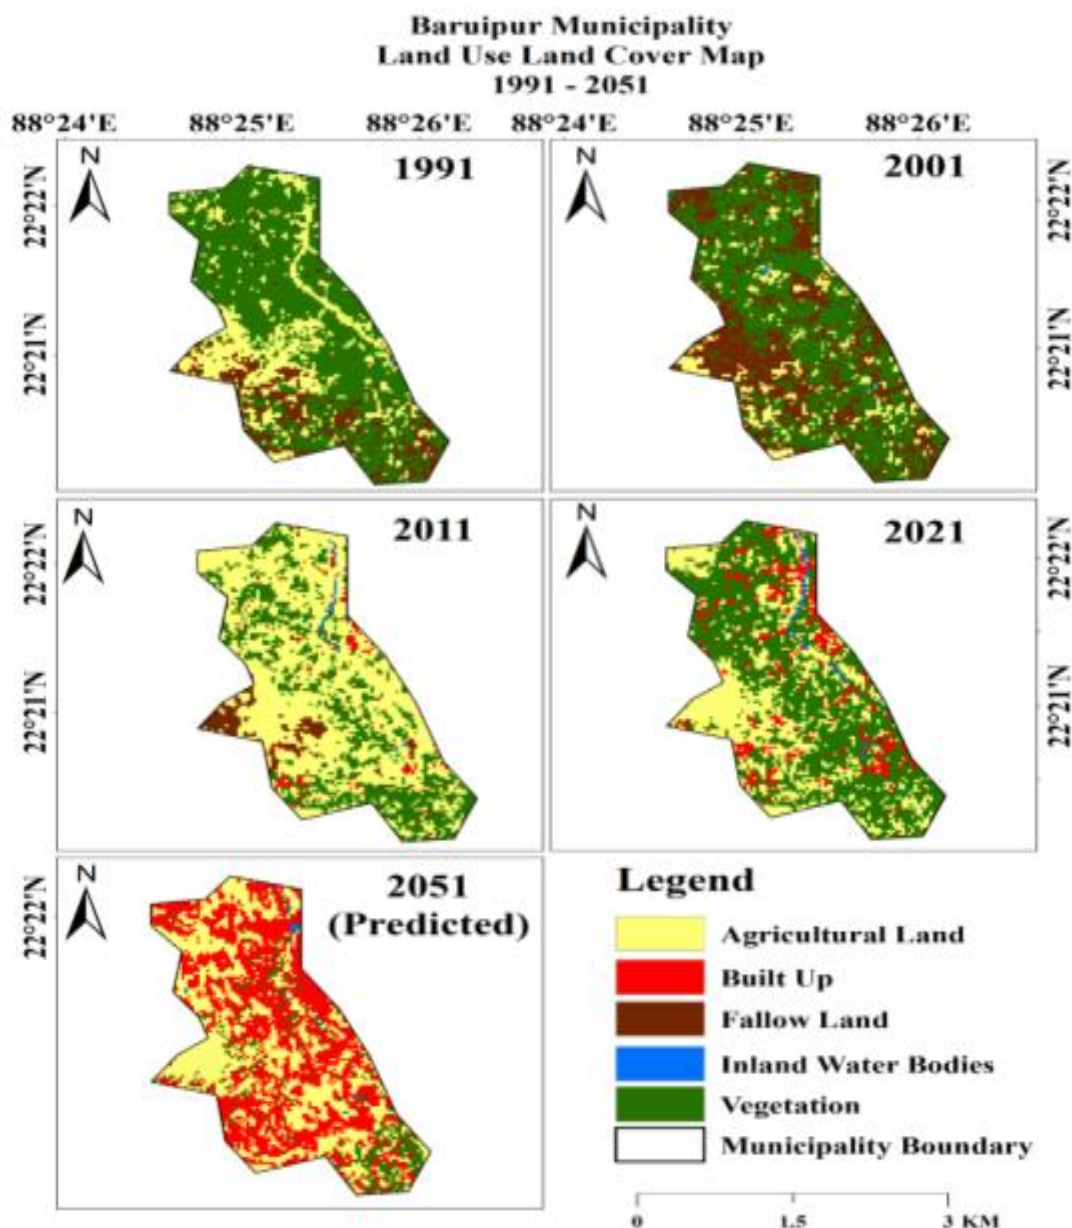 Baruipur Municipality
Land Use Land Cover Map
1991 - 2051
88°24'E 88°25'E 88°26'E 88°24'E 88°25'E 88°26'E
N 1991 N 2001
22°22'N 22°22'N
22°21'N 22°21'N
N 2011 N 2021
22°22'N 22°22'N
22°21'N 22°21'N
N 2051
(Predicted)
22°22'N
Legend
Agricultural Land
Built Up
Fallow Land
Inland Water Bodies
Vegetation
Municipality Boundary
0 1.5 3 KM